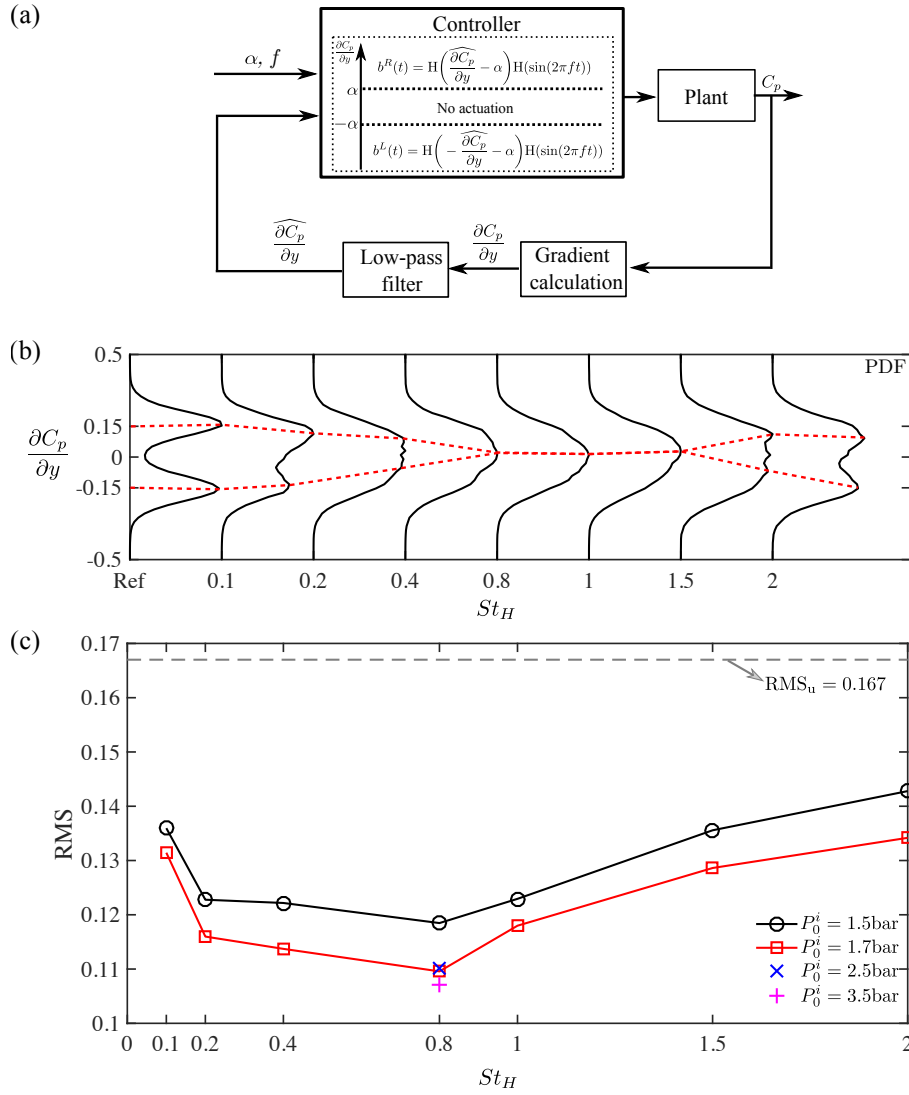 (a)
Controller
∂C_p/∂y
α, f
b^R(t) = H(\widehat{∂C_p/∂y} − α)H(sin(2πft))
α
No actuation
−α
b^L(t) = H(− \widehat{∂C_p/∂y} − α)H(sin(2πft))
Plant
C_p
\widehat{∂C_p/∂y}
Low-pass
filter
∂C_p/∂y
Gradient
calculation
(b)
PDF
0.5
0.15
0
-0.15
-0.5
∂C_p/∂y
Ref 0.1 0.2 0.4 0.8 1 1.5 2
St_H
(c)
0.17
0.16
0.15
0.14
0.13
0.12
0.11
0.1
RMS
RMS_u = 0.167
P_0^i = 1.5bar
P_0^i = 1.7bar
P_0^i = 2.5bar
P_0^i = 3.5bar
0 0.1 0.2 0.4 0.8 1 1.5 2
St_H